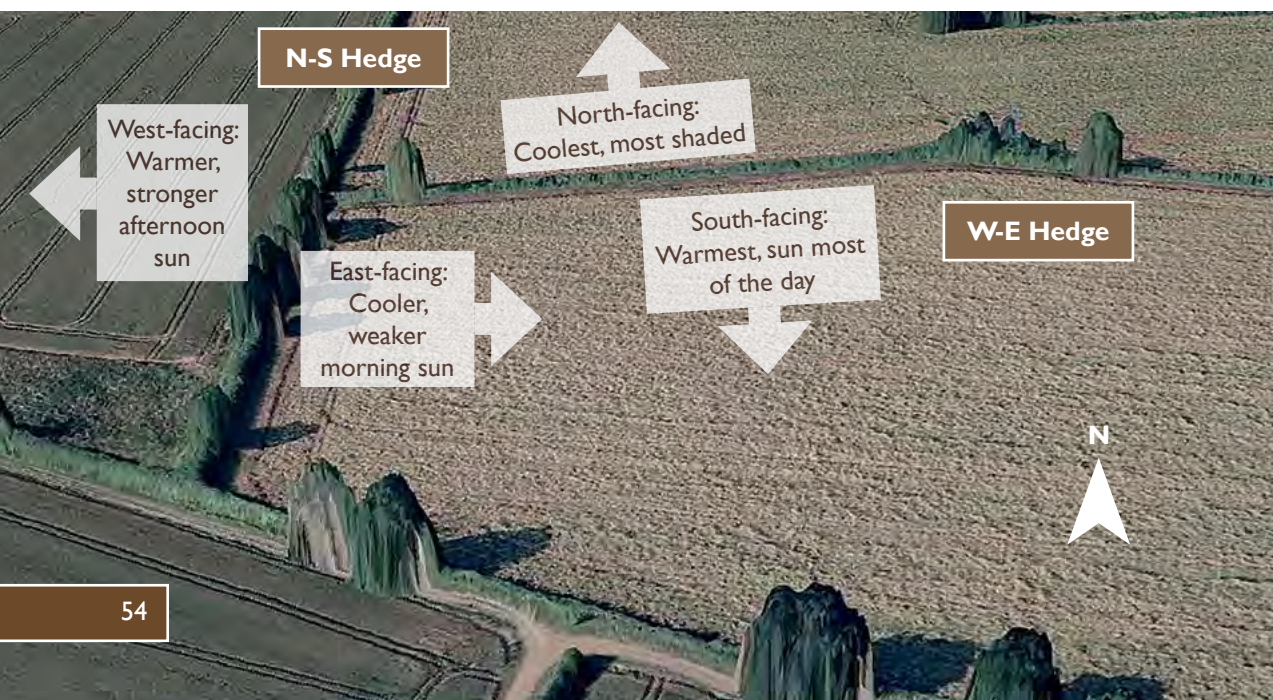 N-S Hedge
North-facing:
Coolest, most shaded
West-facing:
Warmer,
stronger
afternoon
sun
South-facing:
Warmest, sun most
of the day
W-E Hedge
East-facing:
Cooler,
weaker
morning sun
N
54